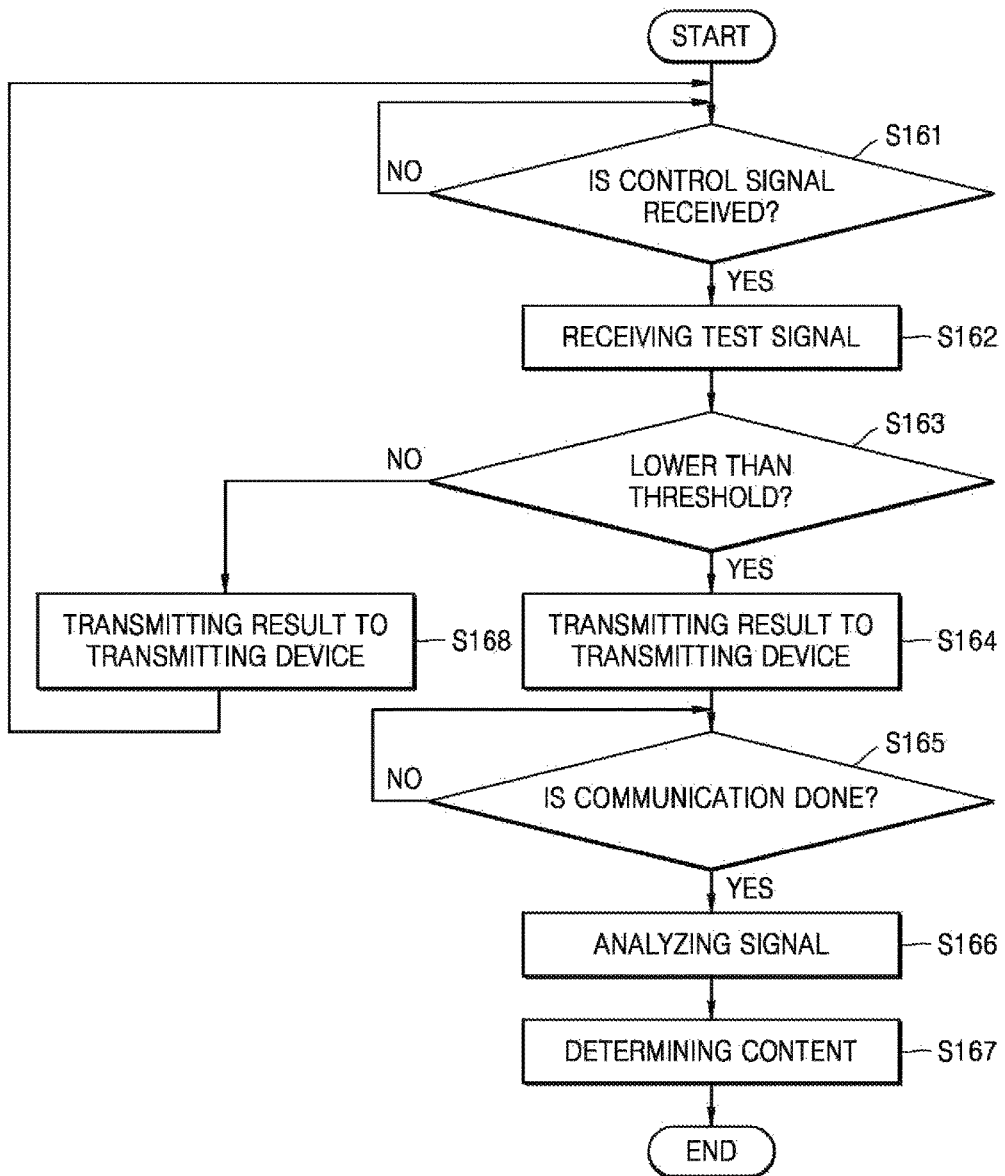 START
S161
NO
IS CONTROL SIGNAL
RECEIVED?
YES
RECEIVING TEST SIGNAL
S162
S163
NO
LOWER THAN
THRESHOLD?
YES
TRANSMITTING RESULT TO
TRANSMITTING DEVICE
S168
TRANSMITTING RESULT TO
TRANSMITTING DEVICE
S164
S165
NO
IS COMMUNICATION DONE?
YES
ANALYZING SIGNAL
S166
DETERMINING CONTENT
S167
END